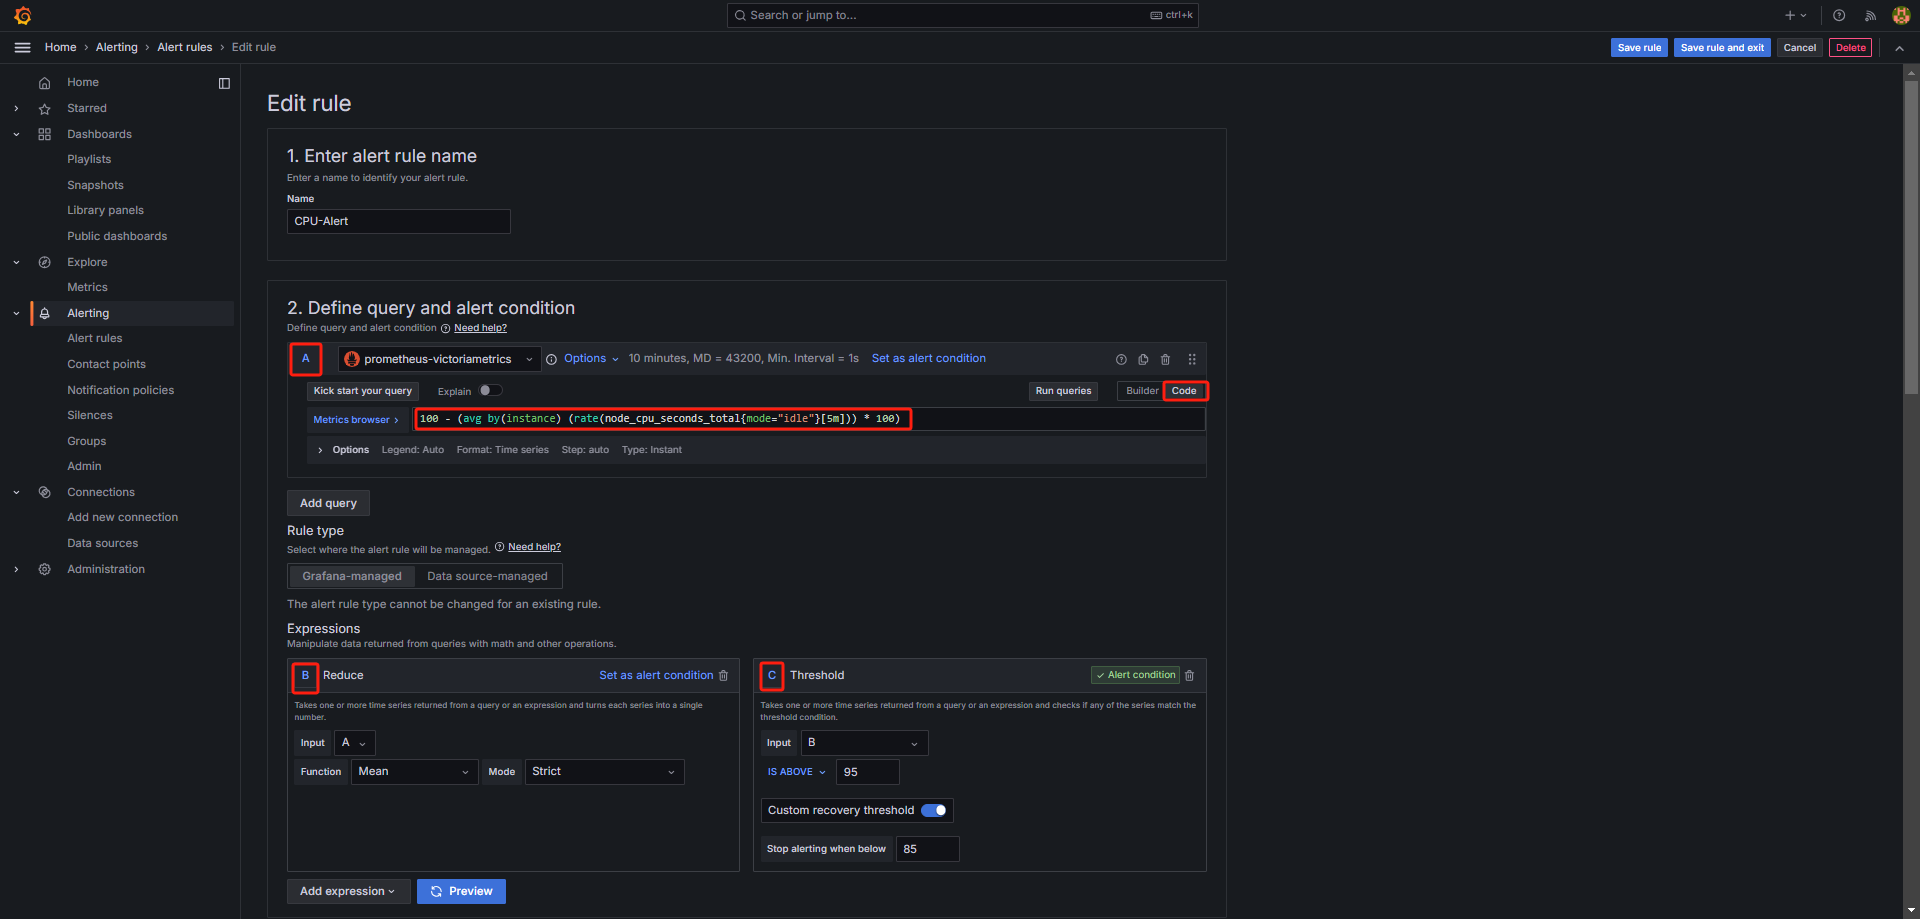 Search or jump to...
ctrl+k
Home › Alerting › Alert rules › Edit rule
Save rule
Save rule and exit
Cancel
Delete
Home
Starred
Dashboards
Playlists
Snapshots
Library panels
Public dashboards
Explore
Metrics
Alerting
Alert rules
Contact points
Notification policies
Silences
Groups
Admin
Connections
Add new connection
Data sources
Administration
Edit rule
1. Enter alert rule name
Enter a name to identify your alert rule.
Name
CPU-Alert
2. Define query and alert condition
Define query and alert condition Need help?
A prometheus-victoriametrics Options 10 minutes, MD = 43200, Min. Interval = 1s Set as alert condition
Kick start your query Explain Run queries Builder Code
Metrics browser › 100 - (avg by(instance) (rate(node_cpu_seconds_total{mode="idle"}[5m])) * 100)
Options Legend: Auto Format: Time series Step: auto Type: Instant
Add query
Rule type
Select where the alert rule will be managed. Need help?
Grafana-managed Data source-managed
The alert rule type cannot be changed for an existing rule.
Expressions
Manipulate data returned from queries with math and other operations.
B Reduce Set as alert condition
Takes one or more time series returned from a query or an expression and turns each series into a single
number.
Input A
Function Mean Mode Strict
C Threshold Alert condition
Takes one or more time series returned from a query or an expression and checks if any of the series match the
threshold condition.
Input B
IS ABOVE 95
Custom recovery threshold
Stop alerting when below 85
Add expression
Preview